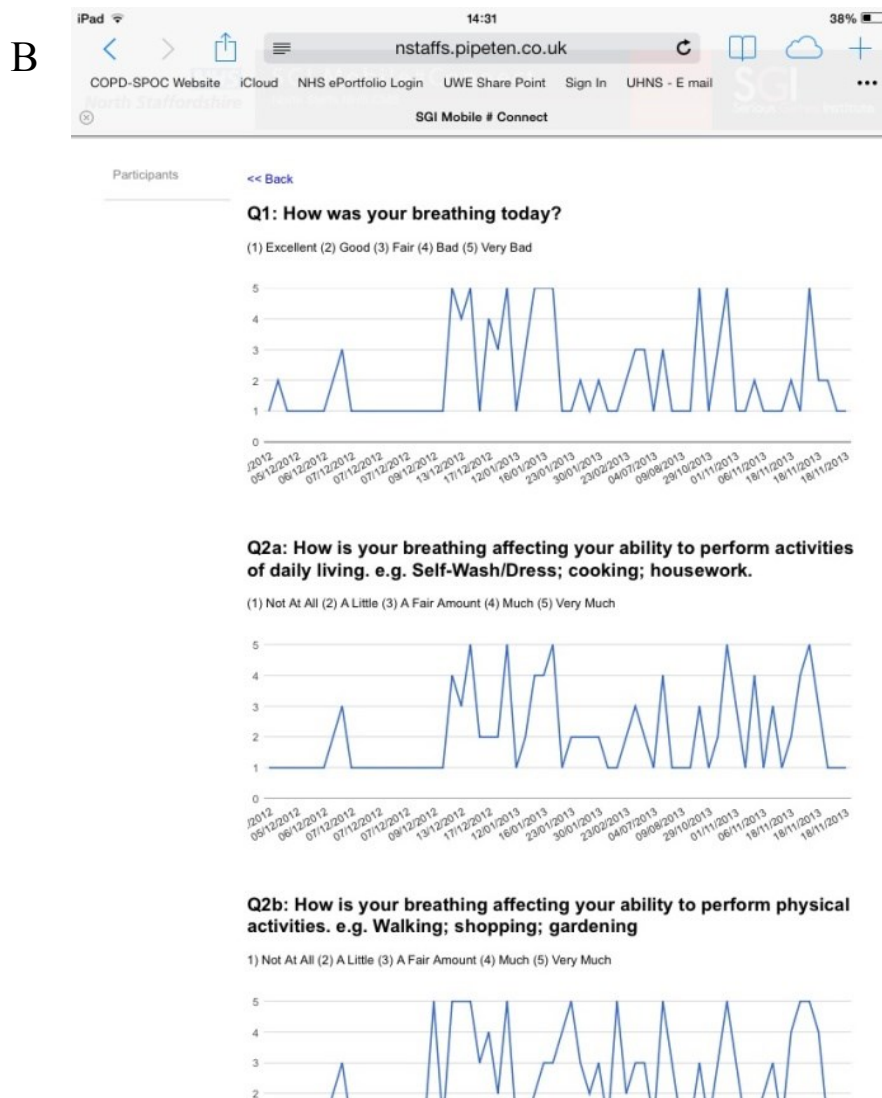 iPad
14:31
38%
B
nstaffs.pipeten.co.uk
COPD-SPOC Website iCloud NHS ePortfolio Login UWE Share Point Sign In UHNS - E mail
North Staffordshire
SGI
SGI Mobile # Connect
Participants
<< Back
Q1: How was your breathing today?
(1) Excellent (2) Good (3) Fair (4) Bad (5) Very Bad
5
4
3
2
1
0
/2012 05/12/2012 06/12/2012 07/12/2012 07/12/2012 09/12/2012 13/12/2012 17/12/2012 12/01/2013 16/01/2013 23/01/2013 30/01/2013 23/02/2013 04/07/2013 09/08/2013 29/10/2013 01/11/2013 06/11/2013 18/11/2013 18/11/2013 18/11/2013
Q2a: How is your breathing affecting your ability to perform activities
of daily living. e.g. Self-Wash/Dress; cooking; housework.
(1) Not At All (2) A Little (3) A Fair Amount (4) Much (5) Very Much
5
4
3
2
1
0
/2012 05/12/2012 06/12/2012 07/12/2012 07/12/2012 09/12/2012 13/12/2012 17/12/2012 12/01/2013 16/01/2013 23/01/2013 30/01/2013 23/02/2013 04/07/2013 09/08/2013 29/10/2013 01/11/2013 06/11/2013 18/11/2013 18/11/2013 18/11/2013
Q2b: How is your breathing affecting your ability to perform physical
activities. e.g. Walking; shopping; gardening
1) Not At All (2) A Little (3) A Fair Amount (4) Much (5) Very Much
5
4
3
2